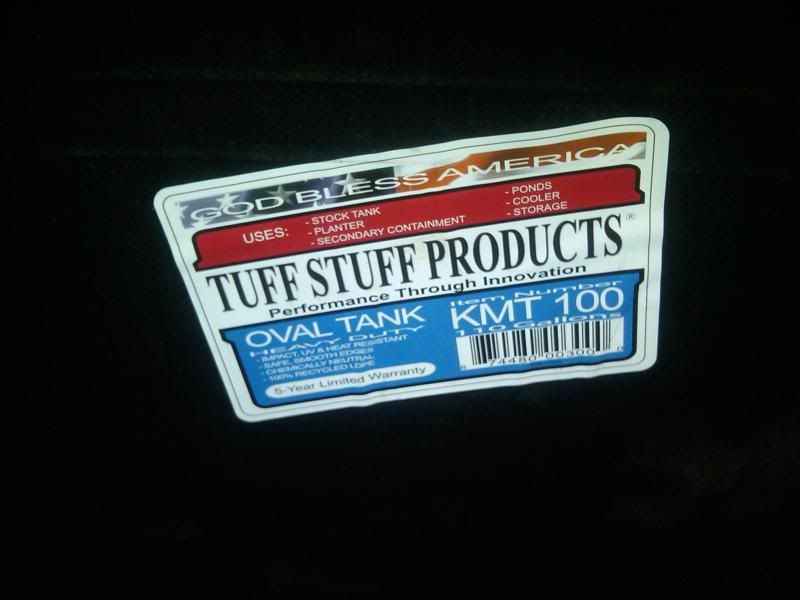 GOD BLESS AMERICA
USES:
- STOCK TANK
- PLANTER
- SECONDARY CONTAINMENT
- PONDS
- COOLER
- STORAGE
TUFF STUFF PRODUCTS®
Performance Through Innovation
OVAL TANK
HEAVY DUTY
- IMPACT, UV & HEAT RESISTANT
- SAFE, SMOOTH EDGES
- CHEMICALLY NEUTRAL
- 100% RECYCLED LDPE
5-Year Limited Warranty
Item Number
KMT 100
110 Gallons
74480 00300